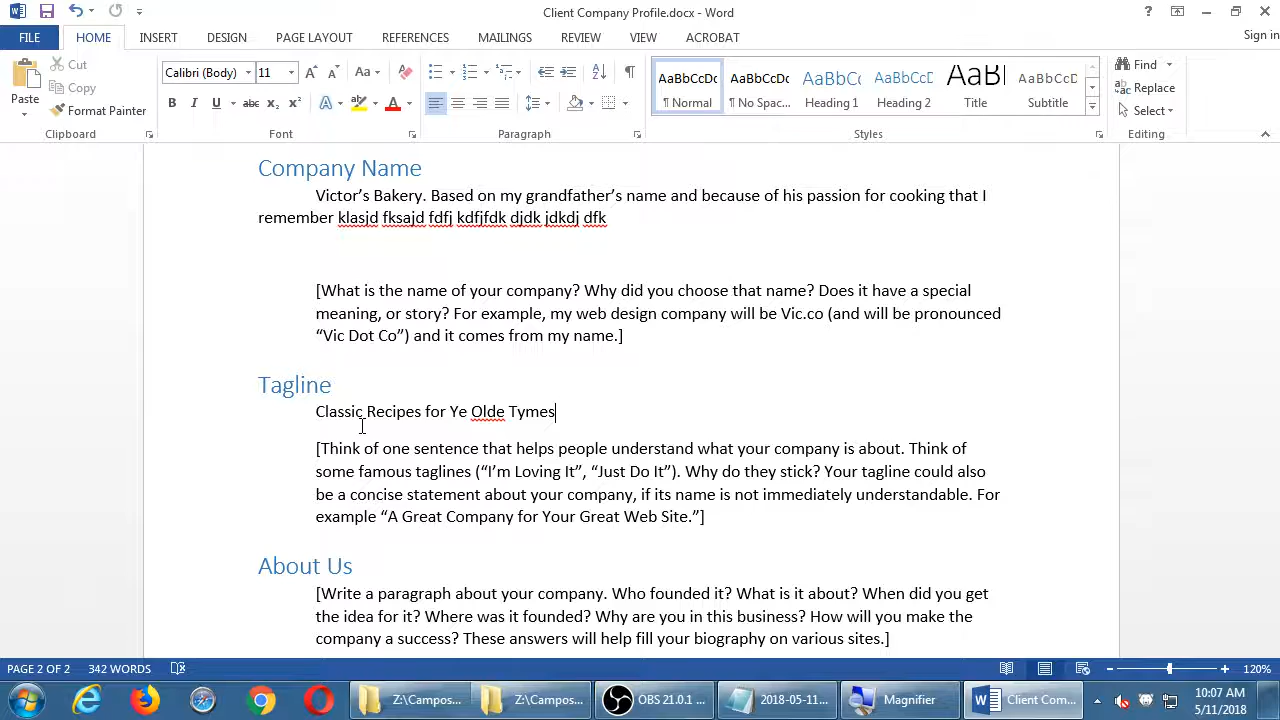 Client Company Profile.docx - Word
FILE HOME INSERT DESIGN PAGE LAYOUT REFERENCES MAILINGS REVIEW VIEW ACROBAT Sign in
Paste
Cut
Copy
Format Painter
Clipboard
Calibri (Body) 11
Font
Paragraph
AaBbCcDc ¶ Normal
AaBbCcDc ¶ No Spac...
AaBbCc Heading 1
AaBbCcD Heading 2
AaB Title
AaBbCcD Subtitle
Styles
Find
Replace
Select
Editing
Company Name
Victor’s Bakery. Based on my grandfather’s name and because of his passion for cooking that I
remember klasjd fksajd fdfj kdfjfdk djdk jdkdj dfk
[What is the name of your company? Why did you choose that name? Does it have a special
meaning, or story? For example, my web design company will be Vic.co (and will be pronounced
“Vic Dot Co”) and it comes from my name.]
Tagline
Classic Recipes for Ye Olde Tymes
[Think of one sentence that helps people understand what your company is about. Think of
some famous taglines (“I’m Loving It”, “Just Do It”). Why do they stick? Your tagline could also
be a concise statement about your company, if its name is not immediately understandable. For
example “A Great Company for Your Great Web Site.”]
About Us
[Write a paragraph about your company. Who founded it? What is it about? When did you get
the idea for it? Where was it founded? Why are you in this business? How will you make the
company a success? These answers will help fill your biography on various sites.]
PAGE 2 OF 2 342 WORDS 120%
Z:\Campos... Z:\Campos... OBS 21.0.1 ... 2018-05-11... Magnifier Client Com... 10:07 AM
5/11/2018